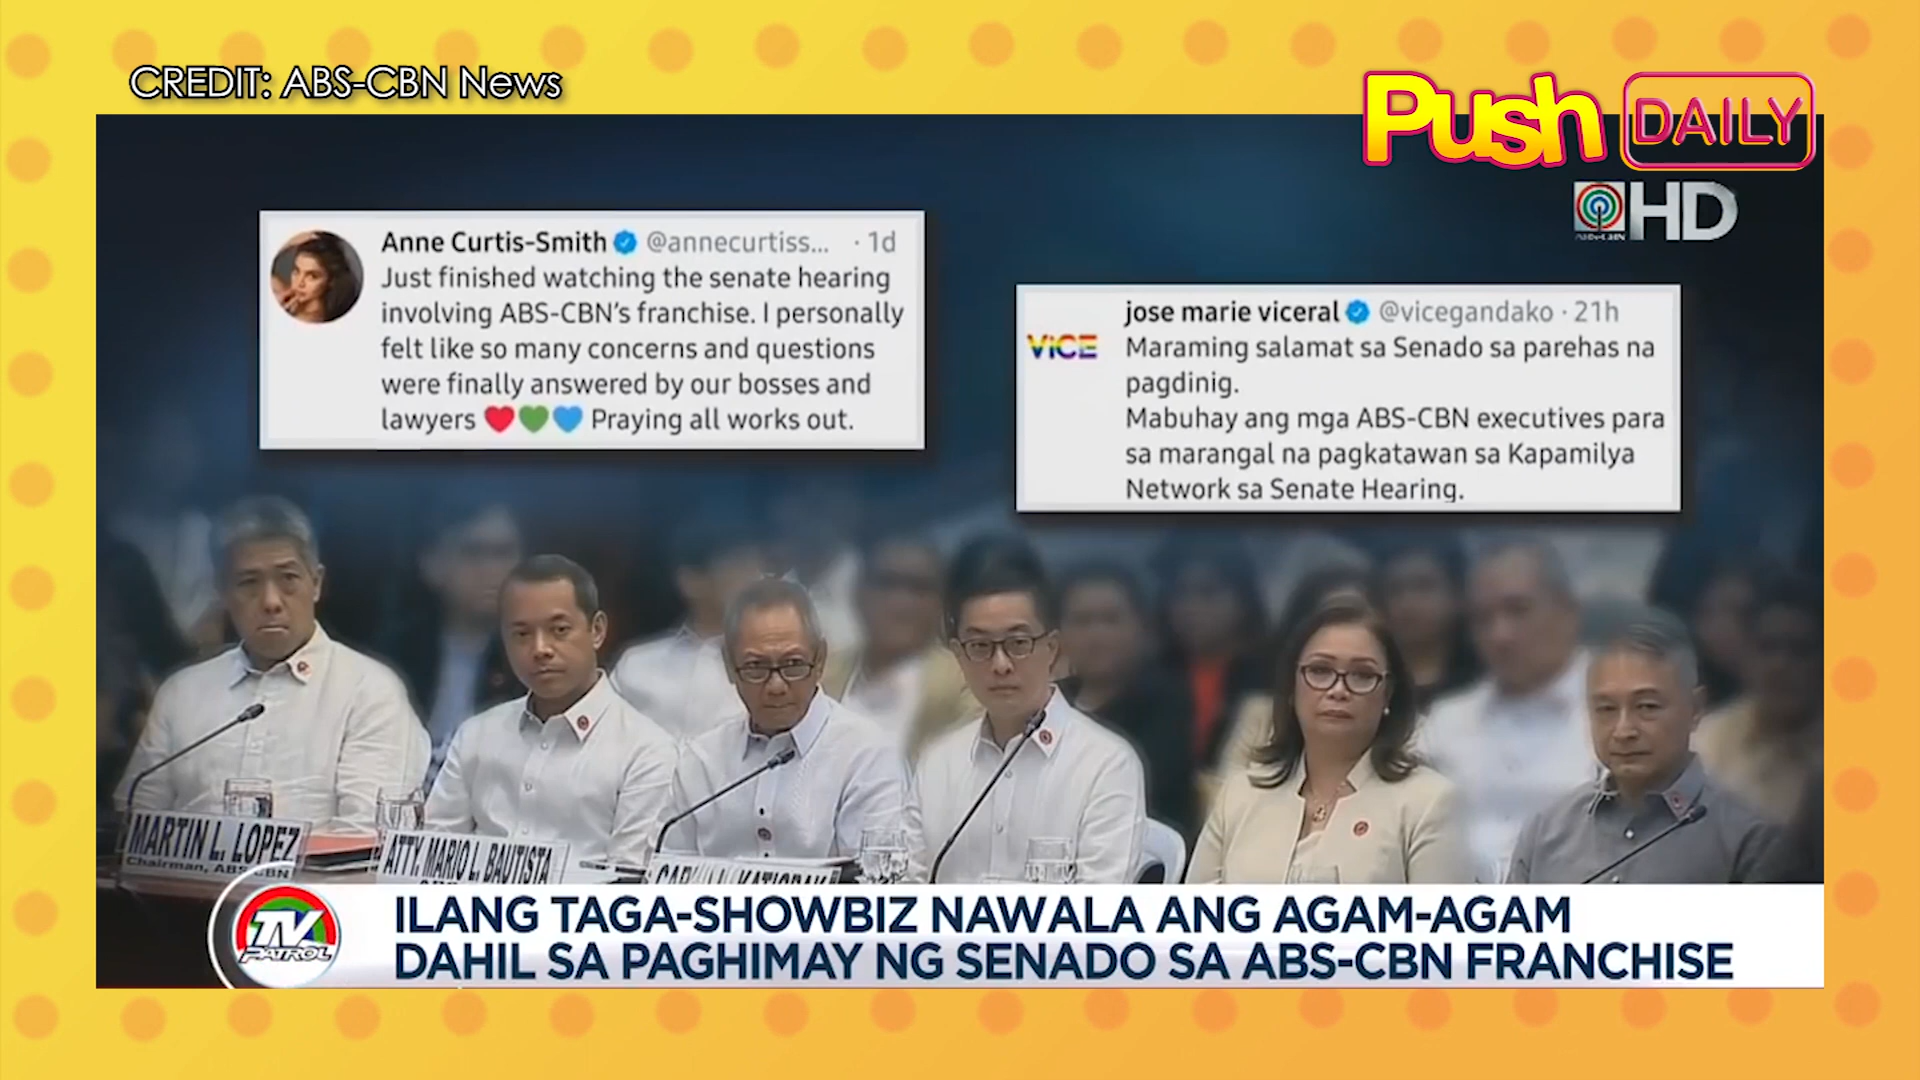 CREDIT: ABS-CBN News
Push DAILY
HD
Anne Curtis-Smith @annecurtiss... · 1d
Just finished watching the senate hearing
involving ABS-CBN's franchise. I personally
felt like so many concerns and questions
were finally answered by our bosses and
lawyers ❤️💚💙 Praying all works out.
VICE
jose marie viceral @vicegandako · 21h
Maraming salamat sa Senado sa parehas na
pagdinig.
Mabuhay ang mga ABS-CBN executives para
sa marangal na pagkatawan sa Kapamilya
Network sa Senate Hearing.
MARTIN L. LOPEZ
Chairman, ABS-CBN
ATTY. MARIO L. BAUTISTA
TV PATROL
ILANG TAGA-SHOWBIZ NAWALA ANG AGAM-AGAM
DAHIL SA PAGHIMAY NG SENADO SA ABS-CBN FRANCHISE